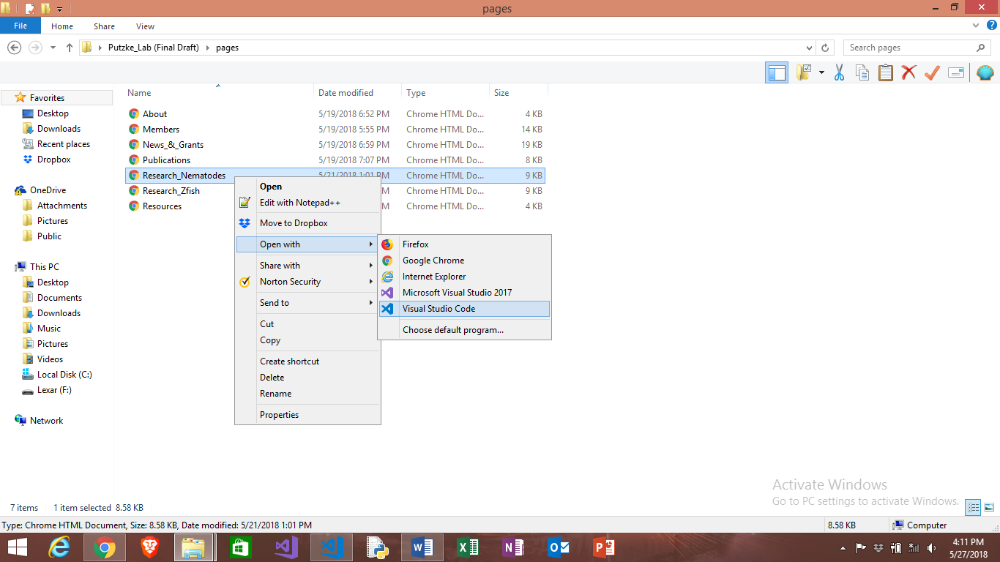 pages
File Home Share View
Putzke_Lab (Final Draft) pages Search pages
Name Date modified Type Size
Favorites
Desktop
Downloads
Recent places
Dropbox
OneDrive
Attachments
Pictures
Public
This PC
Desktop
Documents
Downloads
Music
Pictures
Videos
Local Disk (C:)
Lexar (F:)
Network
About 5/19/2018 6:52 PM Chrome HTML Do... 4 KB
Members 5/19/2018 5:55 PM Chrome HTML Do... 14 KB
News_&_Grants 5/19/2018 6:59 PM Chrome HTML Do... 19 KB
Publications 5/19/2018 7:07 PM Chrome HTML Do... 8 KB
Research_Nematodes 5/21/2018 1:01 PM Chrome HTML Do... 9 KB
Research_Zfish M Chrome HTML Do... 9 KB
Resources M Chrome HTML Do... 4 KB
Open
Edit with Notepad++
Move to Dropbox
Open with
Share with
Norton Security
Send to
Cut
Copy
Create shortcut
Delete
Rename
Properties
Firefox
Google Chrome
Internet Explorer
Microsoft Visual Studio 2017
Visual Studio Code
Choose default program...
Activate Windows
Go to PC settings to activate Windows.
7 items 1 item selected 8.58 KB
Type: Chrome HTML Document, Size: 8.58 KB, Date modified: 5/21/2018 1:01 PM 8.58 KB Computer
4:11 PM
5/27/2018